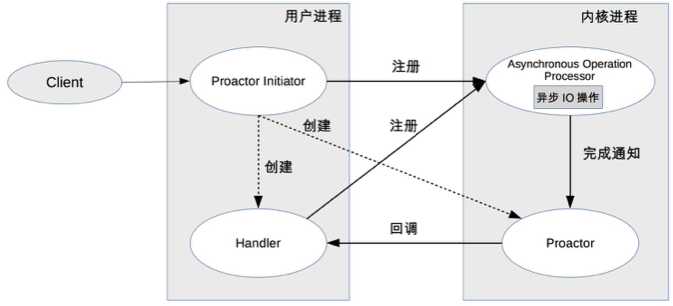 用户进程
内核进程
Client
Proactor Initiator
注册
Asynchronous Operation
Processor
异步 IO 操作
创建
注册
创建
完成通知
Handler
回调
Proactor